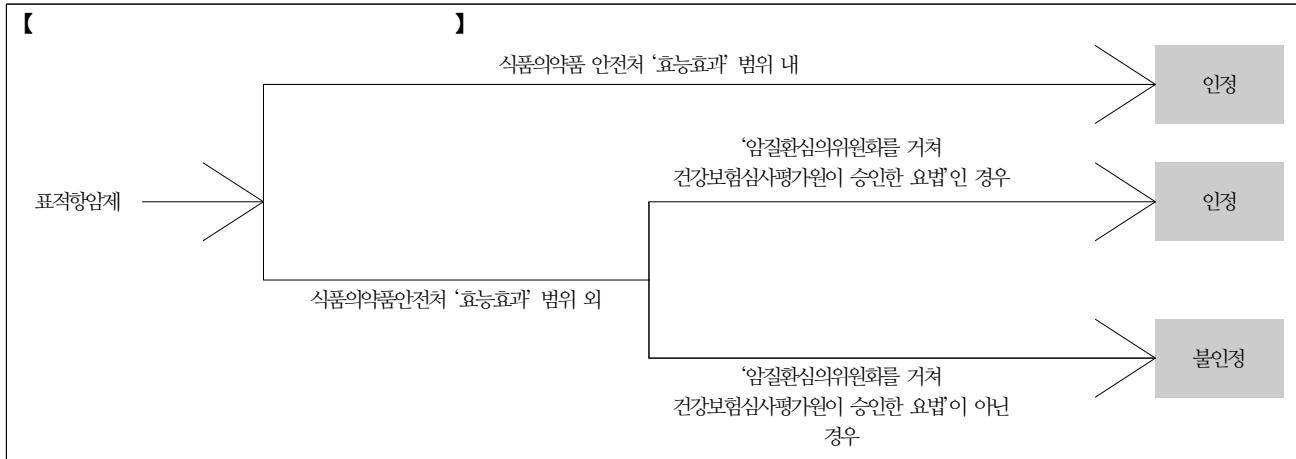 【 】
식품의약품 안전처 ‘효능효과’ 범위 내
인정
‘암질환심의위원회를 거쳐
건강보험심사평가원이 승인한 요법’인 경우
표적항암제
인정
식품의약품안전처 ‘효능효과’ 범위 외
불인정
‘암질환심의위원회를 거쳐
건강보험심사평가원이 승인한 요법’이 아닌
경우